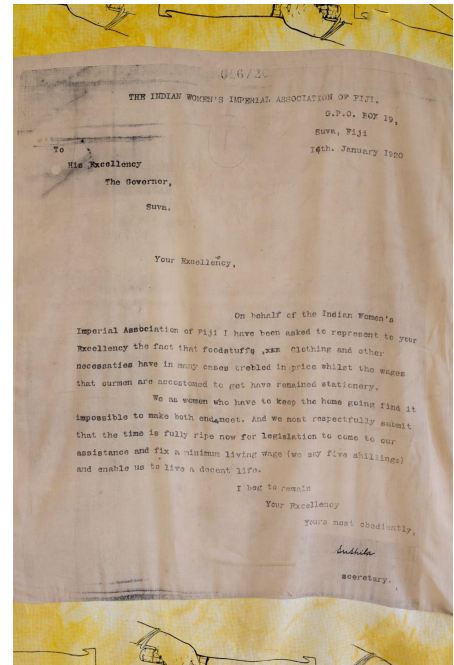 THE INDIAN WOMEN'S IMPERIAL ASSOCIATION OF FIJI.
G.P.O. BOY 19,
Suva, Fiji
14th. January 1920
To
His Excellency
The Governor,
Suva.
Your Excellency,
On behalf of the Indian Women's
Imperial Association of Fiji I have been asked to represent to your
Excellency the fact that foodstuffs ,xxx Clothing and other
necessaties have in many cases trebled in price whilst the wages
that ourmen are accostomed to get have remained stationery.
We as women who have to keep the home going find it
impossible to make both end meet. And we most respectfully submit
that the time is fully ripe now for legislation to come to our
assistance and fix a minimum living wage (we say five shillings)
and enable us to live a decent life.
I beg to remain
Your Excellency
Yours most obediently,
Sushila
secretary.